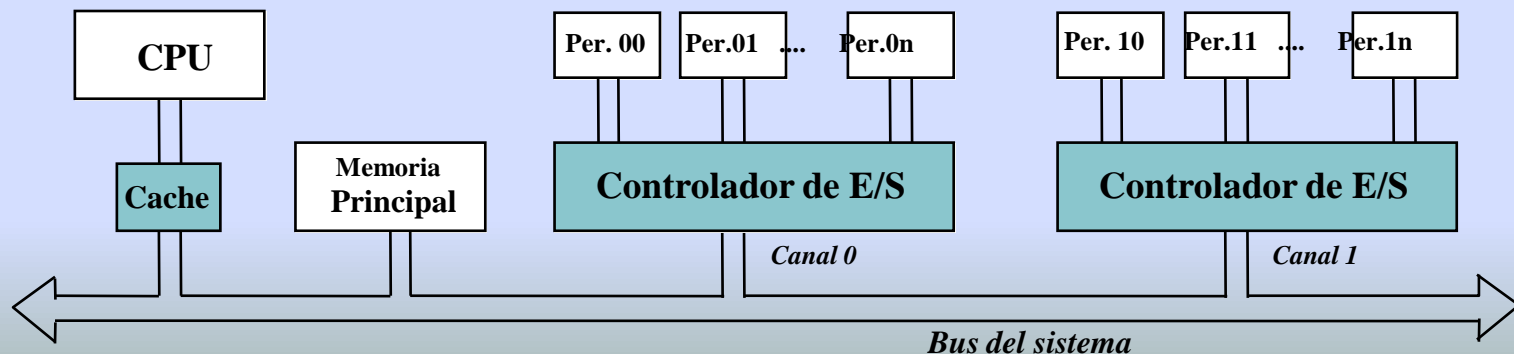 CPU
Per. 00
Per.01
....
Per.0n
Per. 10
Per.11
....
Per.1n
Cache
Memoria
Principal
Controlador de E/S
Controlador de E/S
Canal 0
Canal 1
Bus del sistema